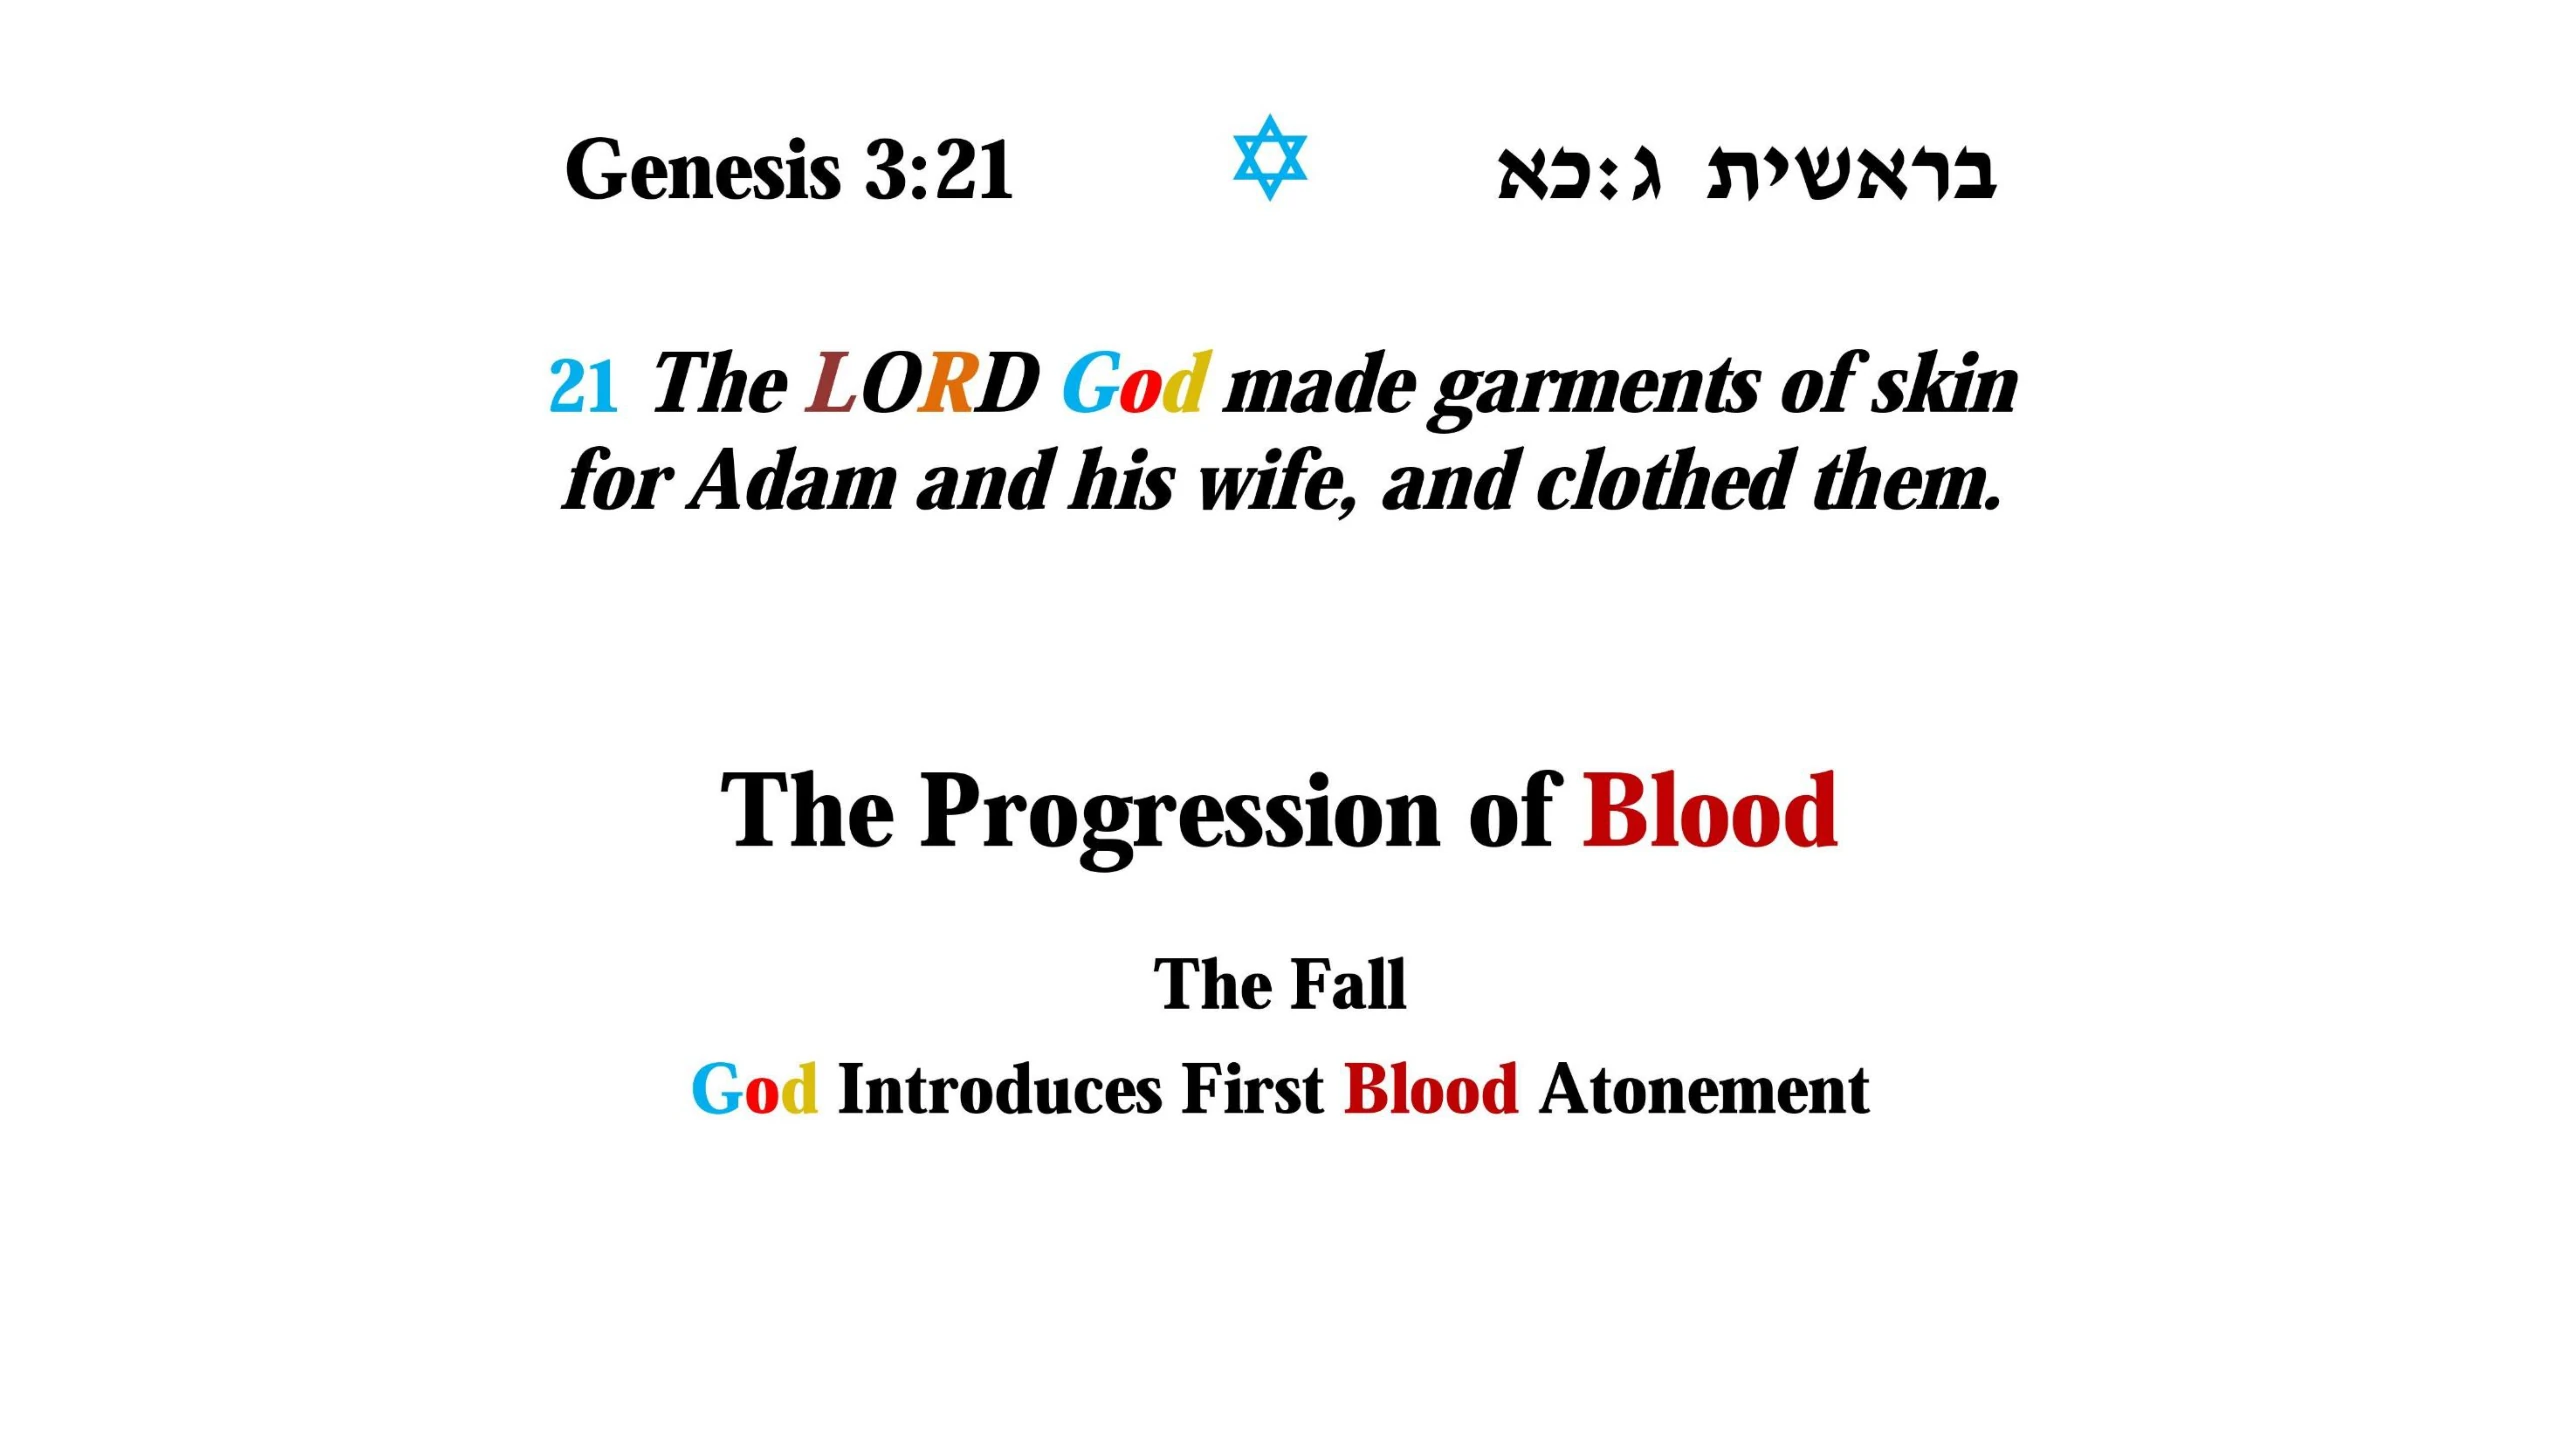 Genesis 3:21 ✡ בראשית ג:כא
21 The LORD God made garments of skin
for Adam and his wife, and clothed them.
The Progression of Blood
The Fall
God Introduces First Blood Atonement